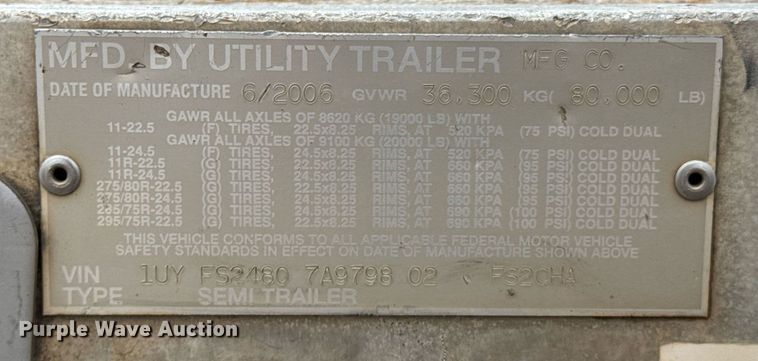 MFD. BY UTILITY TRAILER MFG CO.
DATE OF MANUFACTURE 6/2006 GVWR 36,300 KG( 80,000 LB)
GAWR ALL AXLES OF 8620 KG (19000 LB) WITH
11-22.5 (F) TIRES, 22.5x8.25 RIMS, AT 520 KPA (75 PSI) COLD DUAL
GAWR ALL AXLES OF 9100 KG (20000 LB) WITH
11-24.5 (F) TIRES, 24.5x8.25 RIMS, AT 520 KPA (75 PSI) COLD DUAL
11R-22.5 (G) TIRES, 22.5x8.25 RIMS, AT 660 KPA (95 PSI) COLD DUAL
11R-24.5 (G) TIRES, 24.5x8.25 RIMS, AT 660 KPA (95 PSI) COLD DUAL
275/80R-22.5 (G) TIRES, 22.5x8.25 RIMS, AT 660 KPA (95 PSI) COLD DUAL
275/80R-24.5 (G) TIRES, 24.5x8.25 RIMS, AT 660 KPA (95 PSI) COLD DUAL
285/75R-24.5 (G) TIRES, 24.5x8.25 RIMS, AT 690 KPA (100 PSI) COLD DUAL
295/75R-22.5 (G) TIRES, 22.5x8.25 RIMS, AT 690 KPA (100 PSI) COLD DUAL
THIS VEHICLE CONFORMS TO ALL APPLICABLE FEDERAL MOTOR VEHICLE
SAFETY STANDARDS IN EFFECT ON DATE OF MANUFACTURE SHOWN ABOVE
VIN 1UY FS2480 7A9798 02 FS2CHA
TYPE SEMI TRAILER
Purple Wave Auction